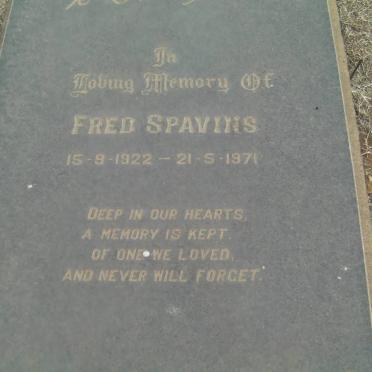 In
Loving Memory Of
FRED SPAVINS
15-9-1922 – 21-5-1971
DEEP IN OUR HEARTS,
A MEMORY IS KEPT.
OF ONE WE LOVED,
AND NEVER WILL FORGET.